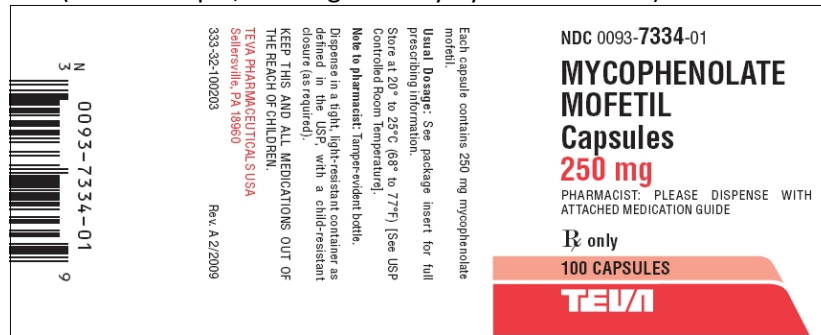 NDC 0093-7334-01
MYCOPHENOLATE
MOFETIL
Capsules
250 mg
PHARMACIST: PLEASE DISPENSE WITH
ATTACHED MEDICATION GUIDE
Rx only
100 CAPSULES
TEVA
Each capsule contains 250 mg mycophenolate
mofetil.
Usual Dosage: See package insert for full
prescribing information.
Store at 20° to 25°C (68° to 77°F) [See USP
Controlled Room Temperature].
Note to pharmacist: Tamper-evident bottle.
Dispense in a tight, light-resistant container as
defined in the USP, with a child-resistant
closure (as required).
KEEP THIS AND ALL MEDICATIONS OUT OF
THE REACH OF CHILDREN.
TEVA PHARMACEUTICALS USA
Sellersville, PA 18960
333-32-100203 Rev. A 2/2009
N
3 0093-7334-01 9